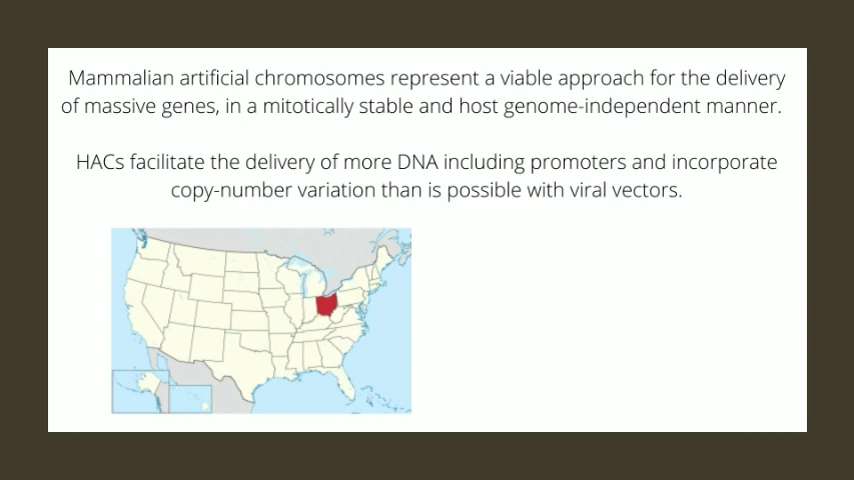 Mammalian artificial chromosomes represent a viable approach for the delivery
of massive genes, in a mitotically stable and host genome-independent manner.
HACs facilitate the delivery of more DNA including promoters and incorporate
copy-number variation than is possible with viral vectors.